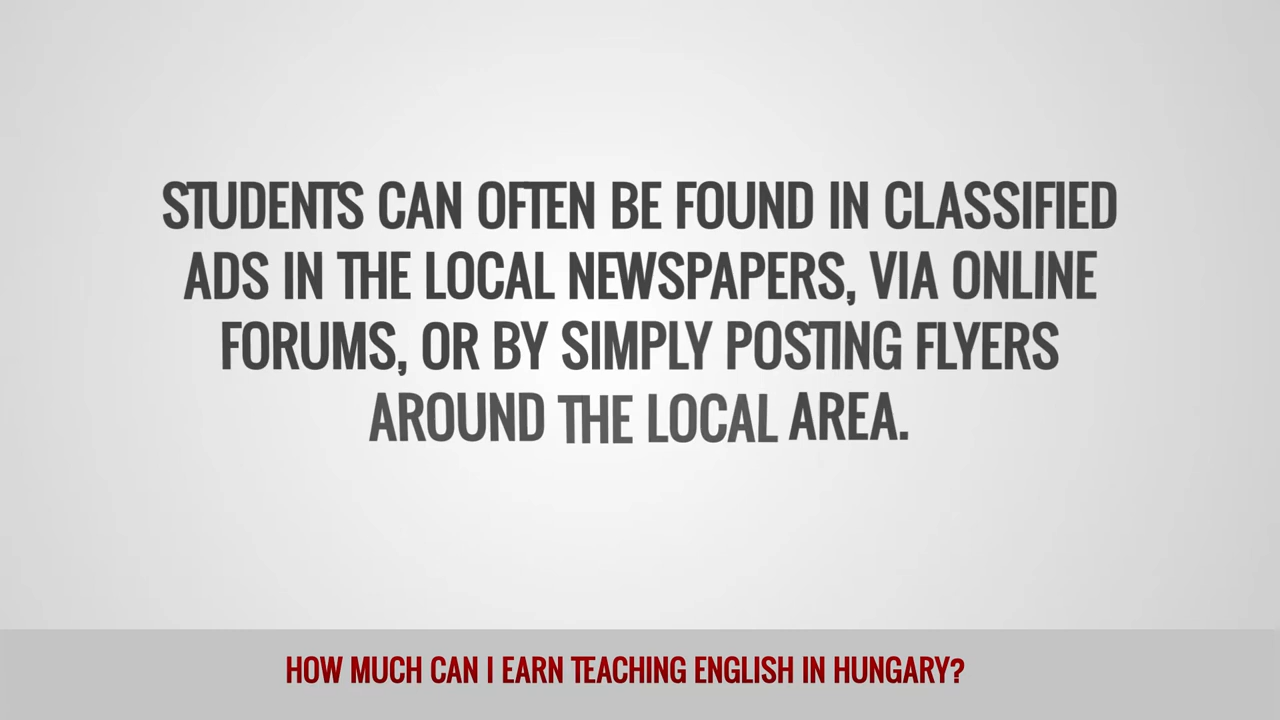 STUDENTS CAN OFTEN BE FOUND IN CLASSIFIED
ADS IN THE LOCAL NEWSPAPERS, VIA ONLINE
FORUMS, OR BY SIMPLY POSTING FLYERS
AROUND THE LOCAL AREA.
HOW MUCH CAN I EARN TEACHING ENGLISH IN HUNGARY?